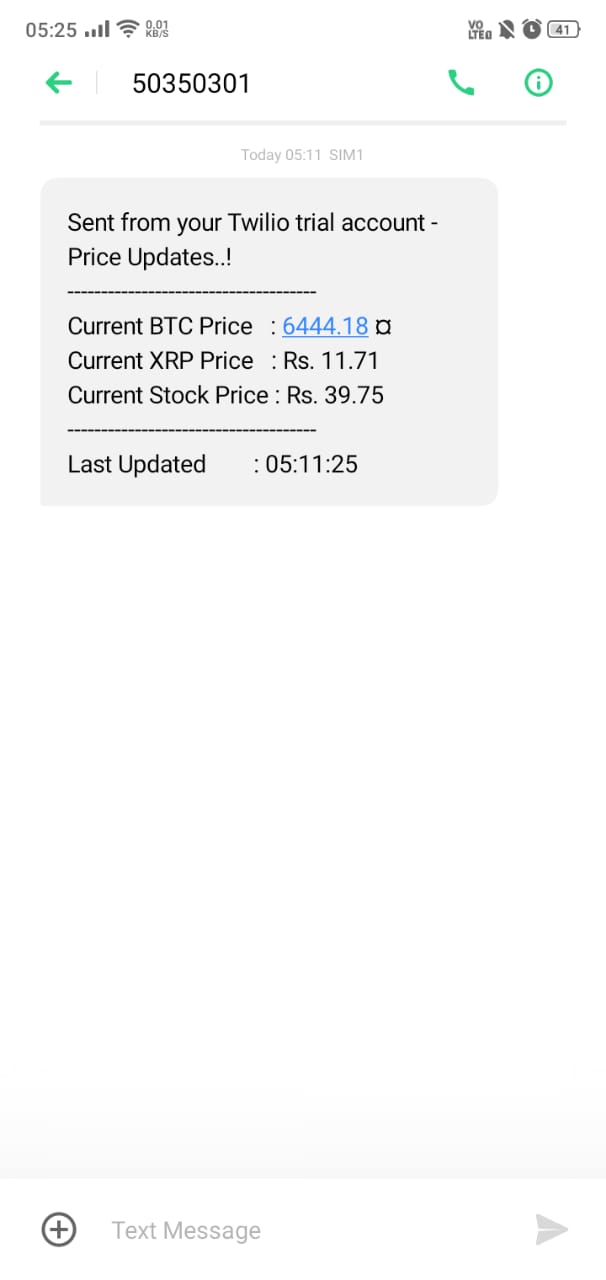 05:25 0.01 KB/S VO LTE 41
50350301
Today 05:11 SIM1
Sent from your Twilio trial account -
Price Updates..!
-------------------------------------
Current BTC Price : 6444.18 ¤
Current XRP Price : Rs. 11.71
Current Stock Price : Rs. 39.75
-------------------------------------
Last Updated : 05:11:25
Text Message